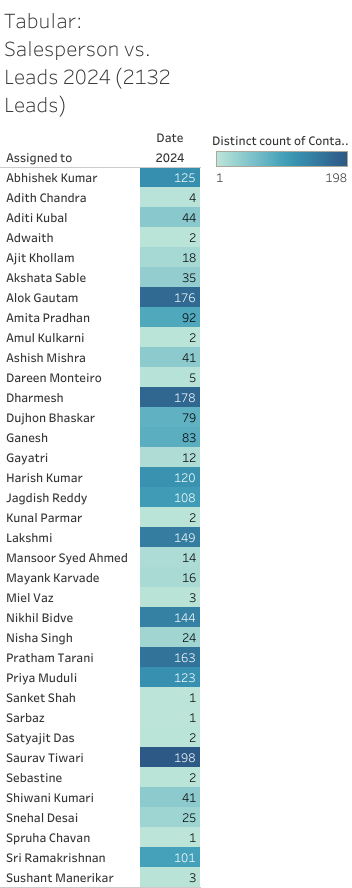 Tabular:
Salesperson vs.
Leads 2024 (2132
Leads)
Date
Distinct count of Conta..
Assigned to 2024
1 198
Abhishek Kumar 125
Adith Chandra 4
Aditi Kubal 44
Adwaith 2
Ajit Khollam 18
Akshata Sable 35
Alok Gautam 176
Amita Pradhan 92
Amul Kulkarni 2
Ashish Mishra 41
Dareen Monteiro 5
Dharmesh 178
Dujhon Bhaskar 79
Ganesh 83
Gayatri 12
Harish Kumar 120
Jagdish Reddy 108
Kunal Parmar 2
Lakshmi 149
Mansoor Syed Ahmed 14
Mayank Karvade 16
Miel Vaz 3
Nikhil Bidve 144
Nisha Singh 24
Pratham Tarani 163
Priya Muduli 123
Sanket Shah 1
Sarbaz 1
Satyajit Das 2
Saurav Tiwari 198
Sebastine 2
Shiwani Kumari 41
Snehal Desai 25
Spruha Chavan 1
Sri Ramakrishnan 101
Sushant Manerikar 3